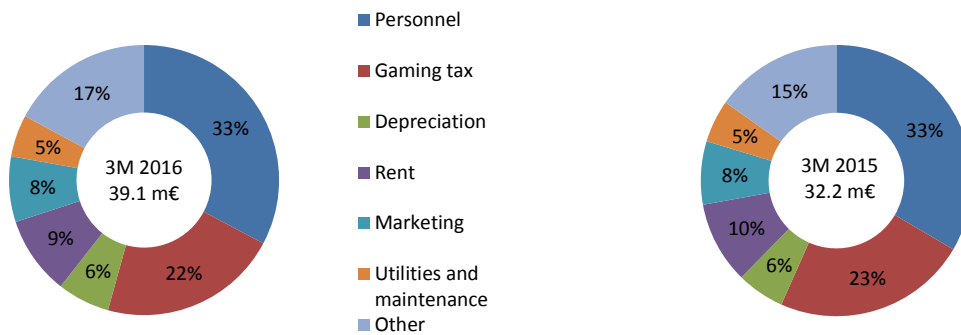 33%
22%
6%
9%
8%
5%
17%
3M 2016
39.1 m€
Personnel
Gaming tax
Depreciation
Rent
Marketing
Utilities and
maintenance
Other
33%
23%
6%
10%
8%
5%
15%
3M 2015
32.2 m€